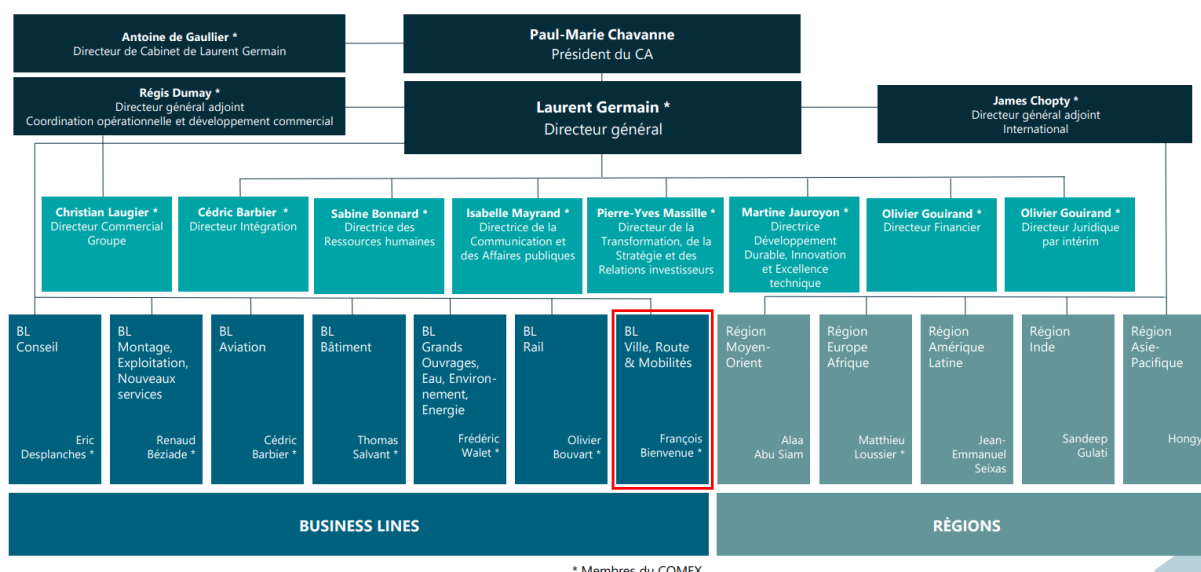 Antoine de Gaullier *
Directeur de Cabinet de Laurent Germain
Paul-Marie Chavanne
Président du CA
Régis Dumay *
Directeur général adjoint
Coordination opérationnelle et développement commercial
Laurent Germain *
Directeur général
James Chopty *
Directeur général adjoint
International
Christian Laugier *
Directeur Commercial
Groupe
Cédric Barbier *
Directeur Intégration
Sabine Bonnard *
Directrice des
Ressources humaines
Isabelle Mayrand *
Directrice de la
Communication et
des Affaires publiques
Pierre-Yves Massille *
Directeur de la
Transformation, de la
Stratégie et des
Relations investisseurs
Martine Jauroyon *
Directrice
Développement
Durable, Innovation
et Excellence
technique
Olivier Gouirand *
Directeur Financier
Olivier Gouirand *
Directeur Juridique
par intérim
BL
Conseil
Eric
Desplanches *
BL
Montage,
Exploitation,
Nouveaux
services
Renaud
Béziade *
BL
Aviation
Cédric
Barbier *
BL
Bâtiment
Thomas
Salvant *
BL
Grands
Ouvrages,
Eau, Environ-
nement,
Energie
Frédéric
Walet *
BL
Rail
Olivier
Bouvart *
BL
Ville, Route
& Mobilités
François
Bienvenue *
Région
Moyen-
Orient
Alaa
Abu Siam
Région
Europe
Afrique
Matthieu
Loussier *
Région
Amérique
Latine
Jean-
Emmanuel
Seixas
Région
Inde
Sandeep
Gulati
Région
Asie-
Pacifique
BUSINESS LINES
RÉGIONS
* Membres du COMEX